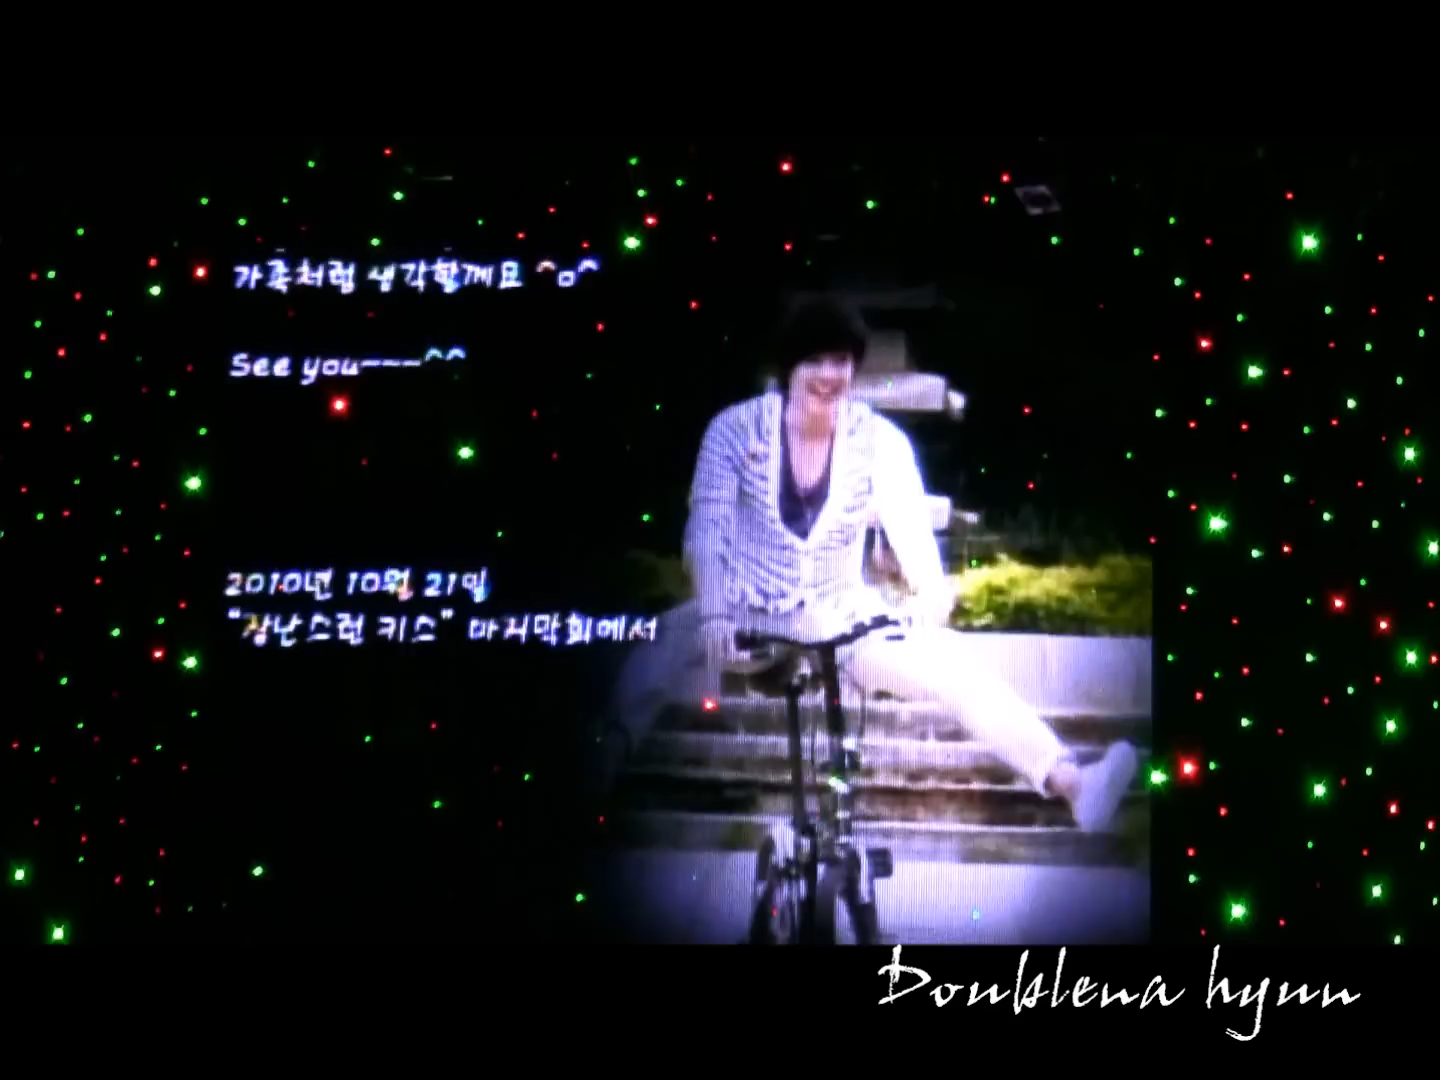 가족처럼 생각할께요 ^o^
See you---^^
2010년 10월 21일
"장난스런 키스" 마지막회에서
Doublena hyun